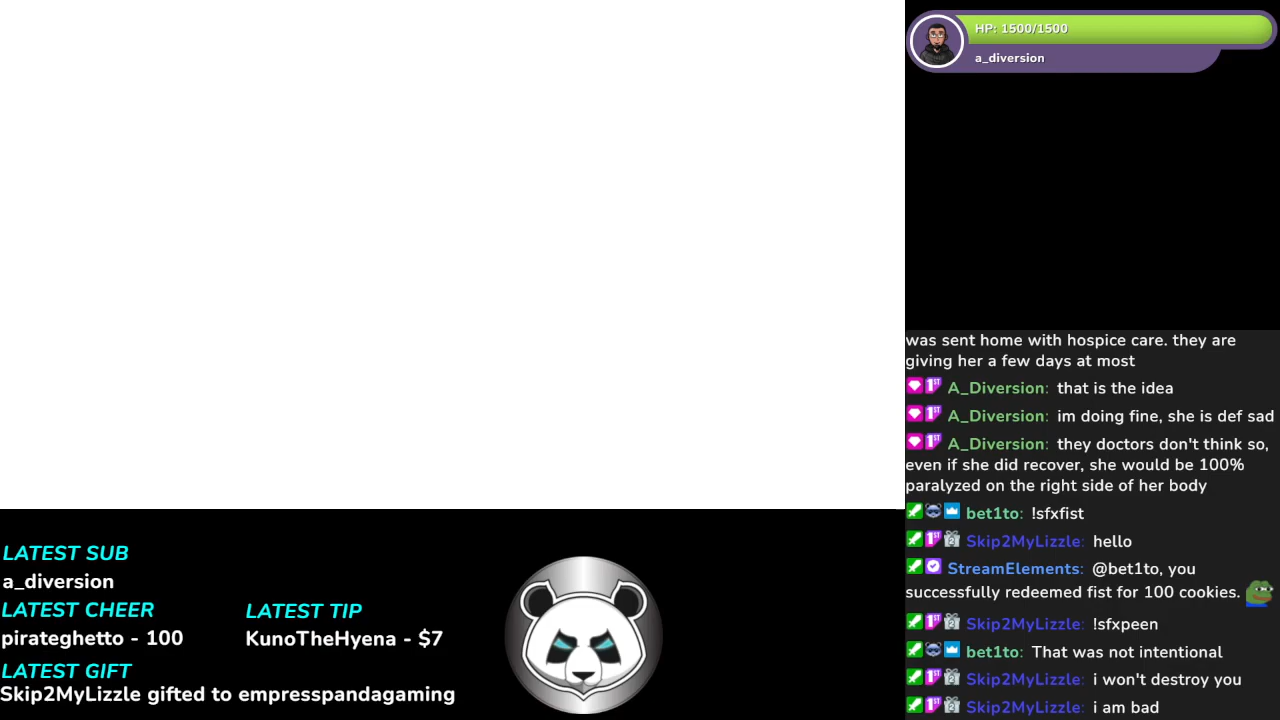 HP: 1500/1500
a_diversion
was sent home with hospice care. they are
giving her a few days at most
A_Diversion: that is the idea
A_Diversion: im doing fine, she is def sad
A_Diversion: they doctors don't think so,
even if she did recover, she would be 100%
paralyzed on the right side of her body
bet1to: !sfxfist
Skip2MyLizzle: hello
StreamElements: @bet1to, you
successfully redeemed fist for 100 cookies.
Skip2MyLizzle: !sfxpeen
bet1to: That was not intentional
Skip2MyLizzle: i won't destroy you
Skip2MyLizzle: i am bad
LATEST SUB
a_diversion
LATEST CHEER
pirateghetto - 100
LATEST TIP
KunoTheHyena - $7
LATEST GIFT
Skip2MyLizzle gifted to empresspandagaming